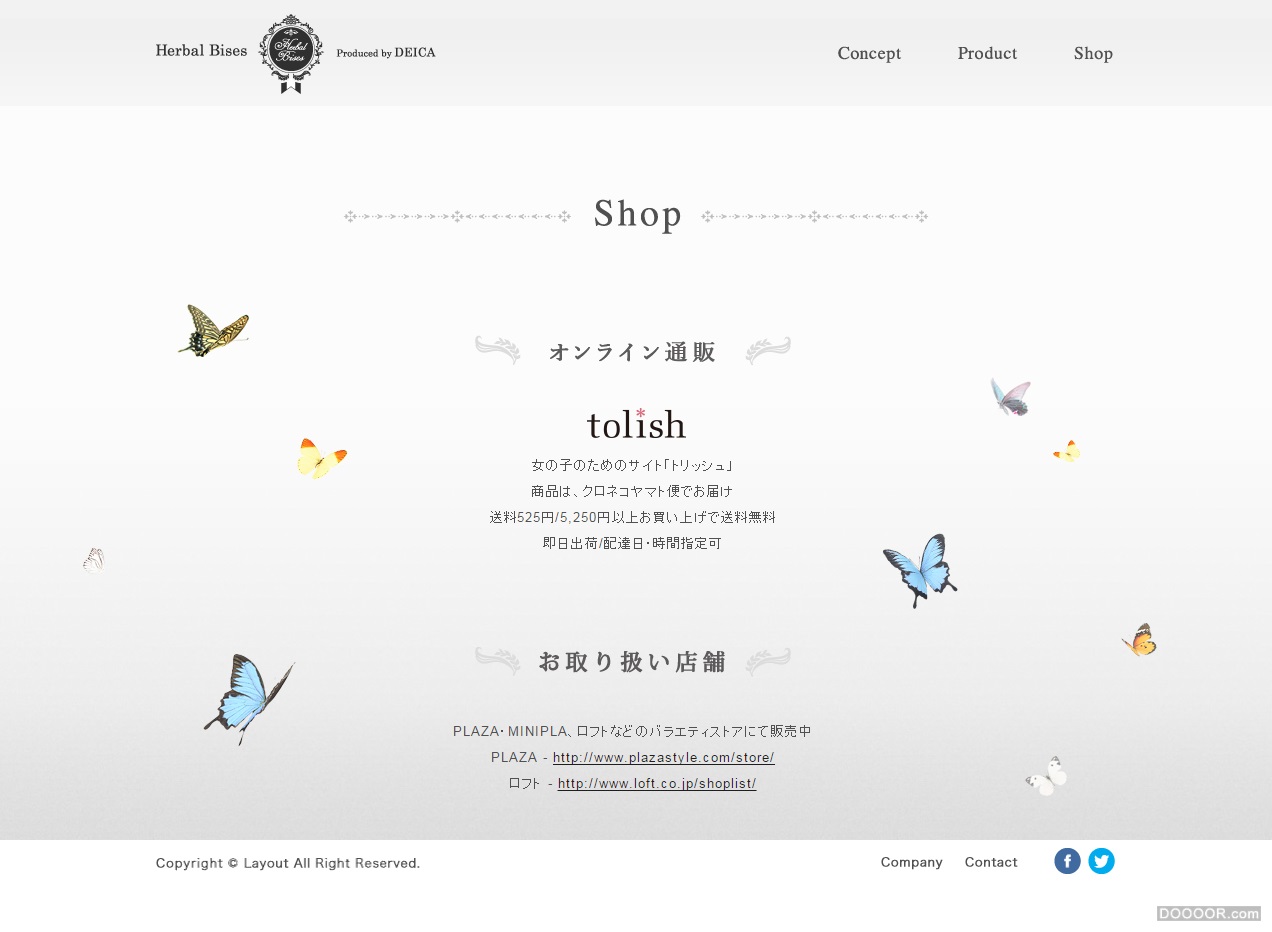 Herbal Bises
Herbal
Bises
Produced by DEICA
Concept
Product
Shop
Shop
オンライン通販
tolish
女の子のためのサイト「トリッシュ」
商品は、クロネコヤマト便でお届け
送料525円/5,250円以上お買い上げで送料無料
即日出荷/配達日・時間指定可
お取り扱い店舗
PLAZA・MINIPLA、ロフトなどのバラエティストアにて販売中
PLAZA - http://www.plazastyle.com/store/
ロフト - http://www.loft.co.jp/shoplist/
Copyright © Layout All Right Reserved.
Company
Contact
DOOOOR.com